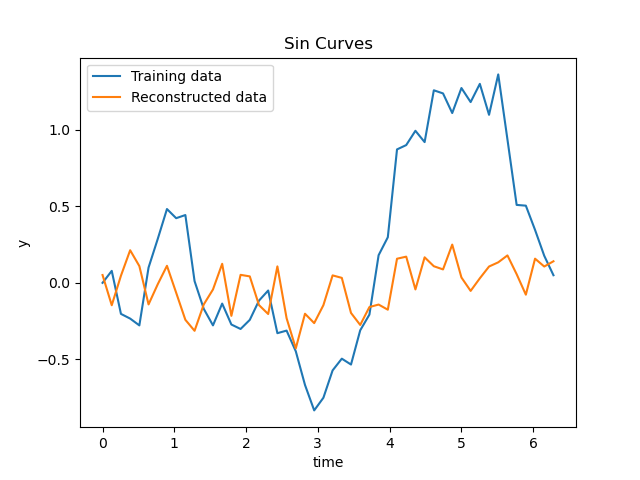 Sin Curves
Training data
Reconstructed data
1.0
0.5
0.0
−0.5
y
0 1 2 3 4 5 6
time